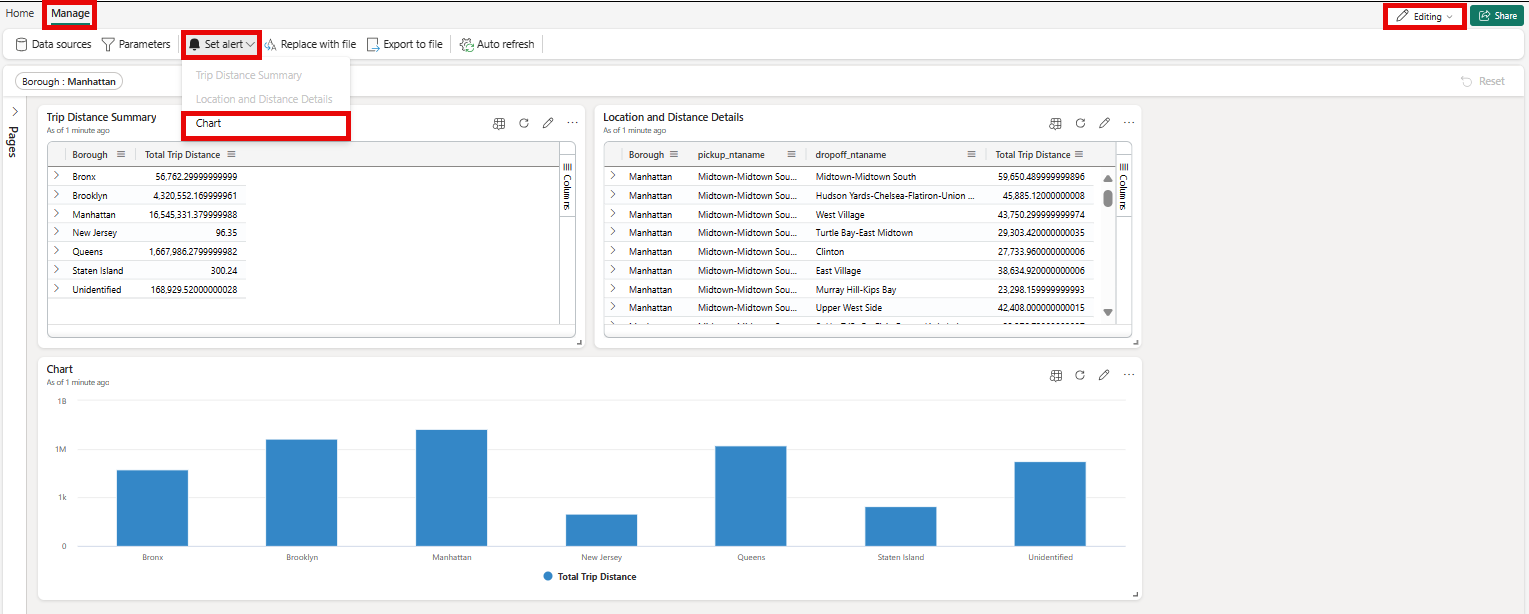 Home Manage Editing Share
Data sources Parameters Set alert Replace with file Export to file Auto refresh
Trip Distance Summary
Location and Distance Details
Chart
Borough : Manhattan Reset
Pages
Trip Distance Summary
As of 1 minute ago
Borough Total Trip Distance
Bronx 56,762.29999999999
Brooklyn 4,320,552.169999961
Manhattan 16,545,331.379999988
New Jersey 96.35
Queens 1,667,986.2799999982
Staten Island 300.24
Unidentified 168,929.52000000028
Columns
Location and Distance Details
As of 1 minute ago
Borough pickup_ntaname dropoff_ntaname Total Trip Distance
Manhattan Midtown-Midtown Sou... Midtown-Midtown South 59,650.489999999896
Manhattan Midtown-Midtown Sou... Hudson Yards-Chelsea-Flatiron-Union ... 45,885.12000000008
Manhattan Midtown-Midtown Sou... West Village 43,750.299999999974
Manhattan Midtown-Midtown Sou... Turtle Bay-East Midtown 29,303.420000000035
Manhattan Midtown-Midtown Sou... Clinton 27,733.960000000006
Manhattan Midtown-Midtown Sou... East Village 38,634.920000000006
Manhattan Midtown-Midtown Sou... Murray Hill-Kips Bay 23,298.159999999993
Manhattan Midtown-Midtown Sou... Upper West Side 42,408.000000000015
Columns
Chart
As of 1 minute ago
1B
1M
1k
0
Bronx Brooklyn Manhattan New Jersey Queens Staten Island Unidentified
Total Trip Distance